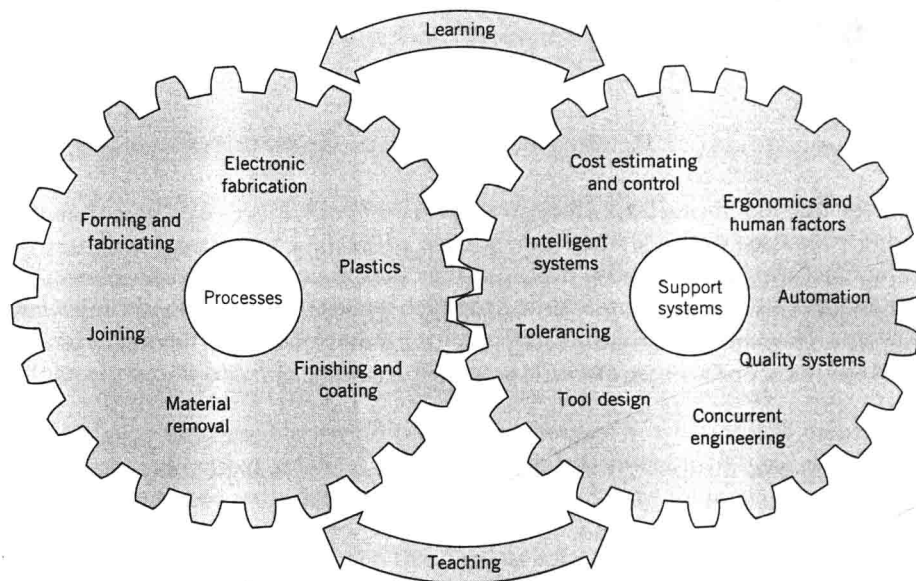 Learning
Electronic
fabrication
Forming and
fabricating
Plastics
Processes
Joining
Finishing and
coating
Material
removal
Cost estimating
and control
Ergonomics and
human factors
Intelligent
systems
Support
systems
Automation
Tolerancing
Quality systems
Tool design
Concurrent
engineering
Teaching